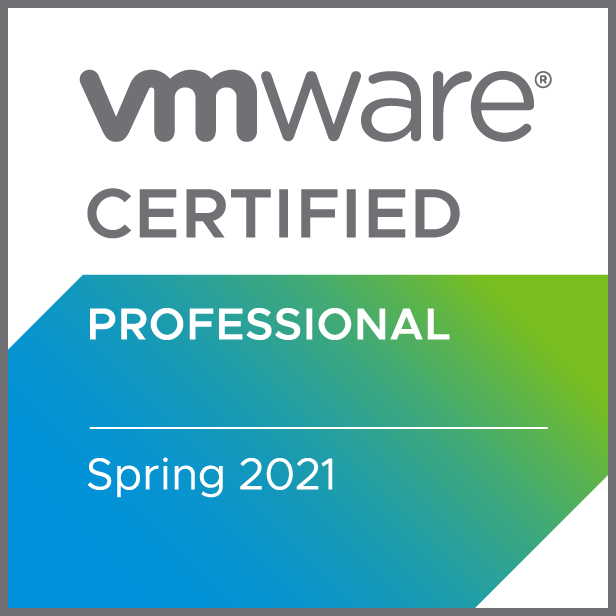 vmware®
CERTIFIED
PROFESSIONAL
Spring 2021